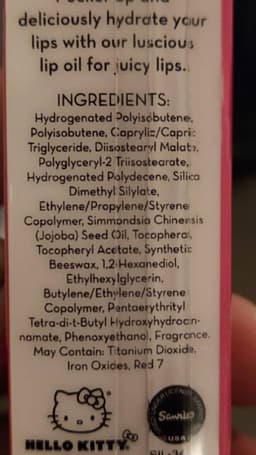 deliciously hydrate your
lips with our luscious
lip oil for juicy lips.
INGREDIENTS:
Hydrogenated Polyisobutene,
Polyisobutene, Caprylic/Capric
Triglyceride, Diisostearyl Malate,
Polyglyceryl-2 Triisostearate,
Hydrogenated Polydecene, Silica
Dimethyl Silylate,
Ethylene/Propylene/Styrene
Copolymer, Simmondsia Chinensis
(Jojoba) Seed Oil, Tocopherol,
Tocopheryl Acetate, Synthetic
Beeswax, 1,2-Hexanediol,
Ethylhexylglycerin,
Butylene/Ethylene/Styrene
Copolymer, Pentaerythrityl
Tetra-di-t-Butyl Hydroxyhydrocin-
namate, Phenoxyethanol, Fragrance.
May Contain: Titanium Dioxide,
Iron Oxides, Red 7
Sanrio
USA
HELLO KITTY